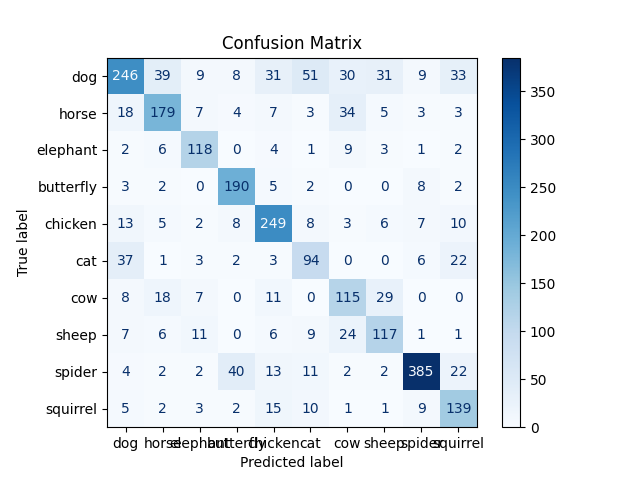 Confusion Matrix
True label
dog 246 39 9 8 31 51 30 31 9 33
horse 18 179 7 4 7 3 34 5 3 3
elephant 2 6 118 0 4 1 9 3 1 2
butterfly 3 2 0 190 5 2 0 0 8 2
chicken 13 5 2 8 249 8 3 6 7 10
cat 37 1 3 2 3 94 0 0 6 22
cow 8 18 7 0 11 0 115 29 0 0
sheep 7 6 11 0 6 9 24 117 1 1
spider 4 2 2 40 13 11 2 2 385 22
squirrel 5 2 3 2 15 10 1 1 9 139
dog horse elephant butterfly chicken cat cow sheep spider squirrel
Predicted label
350
300
250
200
150
100
50
0